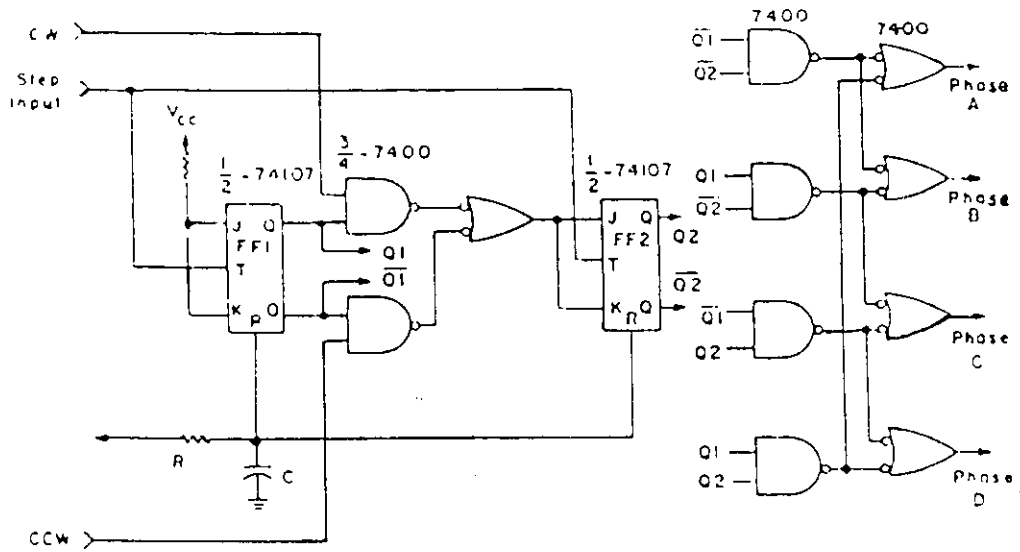 CW
Step
Input
VCC
1/2 - 74107
3/4 - 7400
J Q
FF1
T
K R Q
Q1
Q1̅
1/2 - 74107
J Q
FF2
T
K R Q
Q2
Q2̅
R
C
CCW
7400
7400
Q1̅
Q2̅
Phase
A
Q1
Q2̅
Phase
B
Q1̅
Q2
Phase
C
Q1
Q2
Phase
D